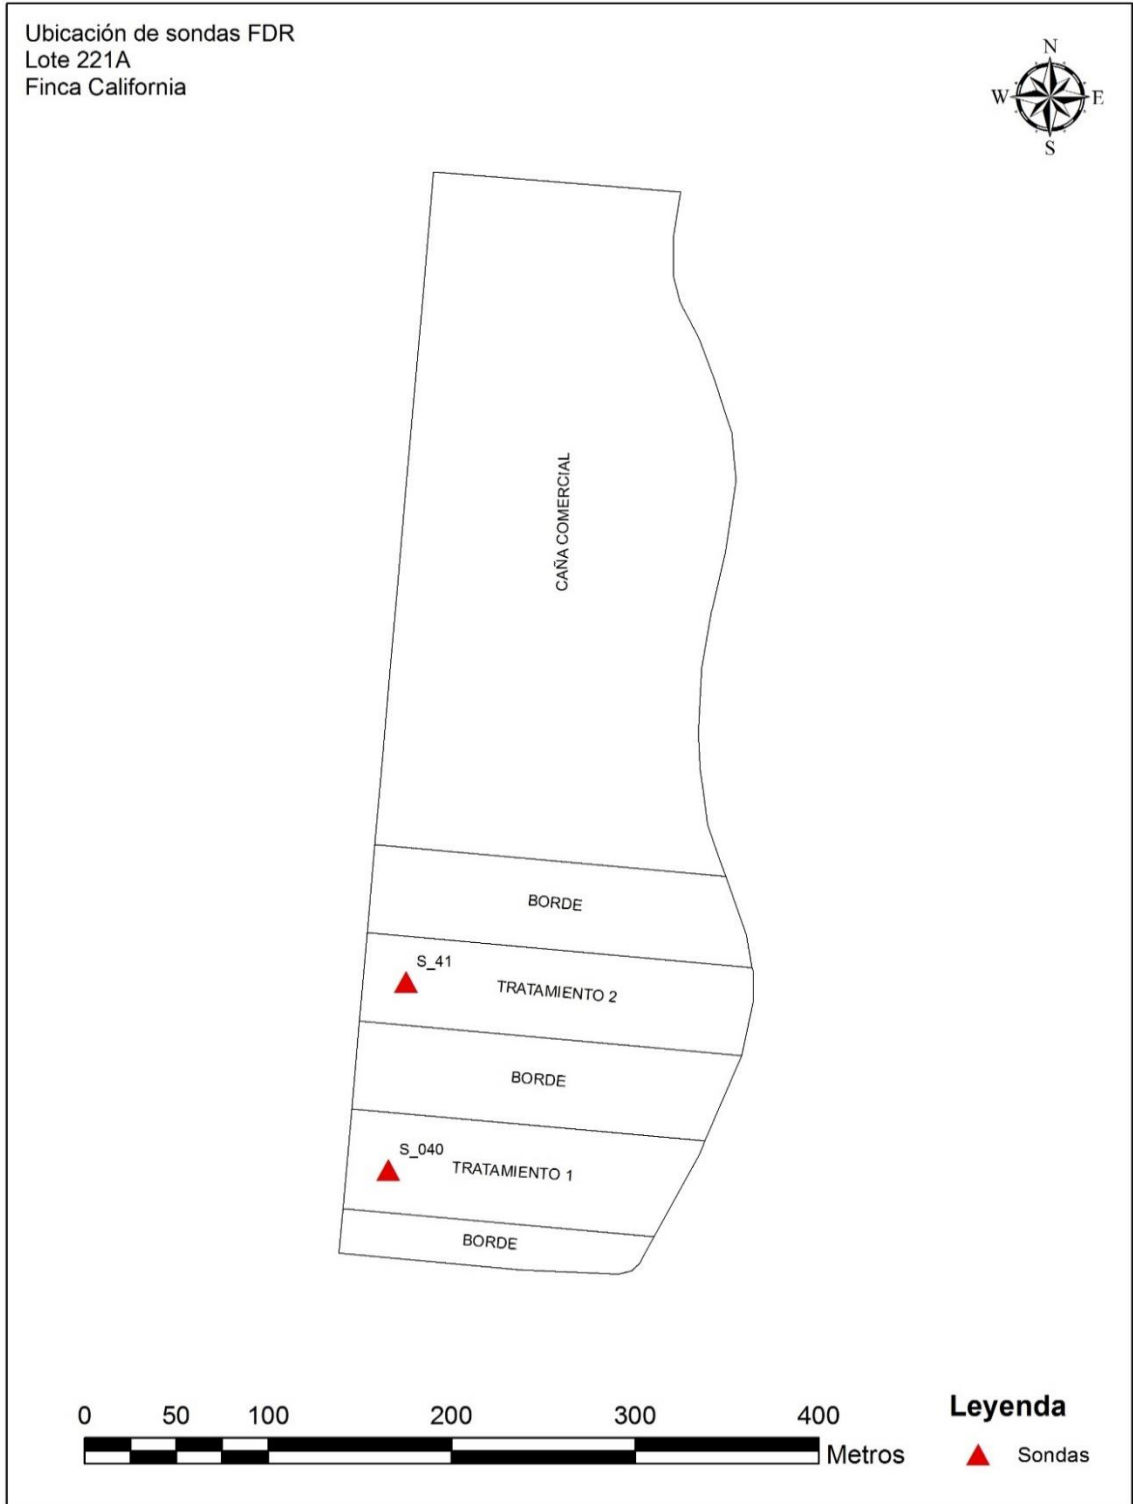 Ubicación de sondas FDR
Lote 221A
Finca California
N
W E
S
CAÑA COMERCIAL
BORDE
S_41
TRATAMIENTO 2
BORDE
S_040
TRATAMIENTO 1
BORDE
0 50 100 200 300 400
Metros
Leyenda
Sondas